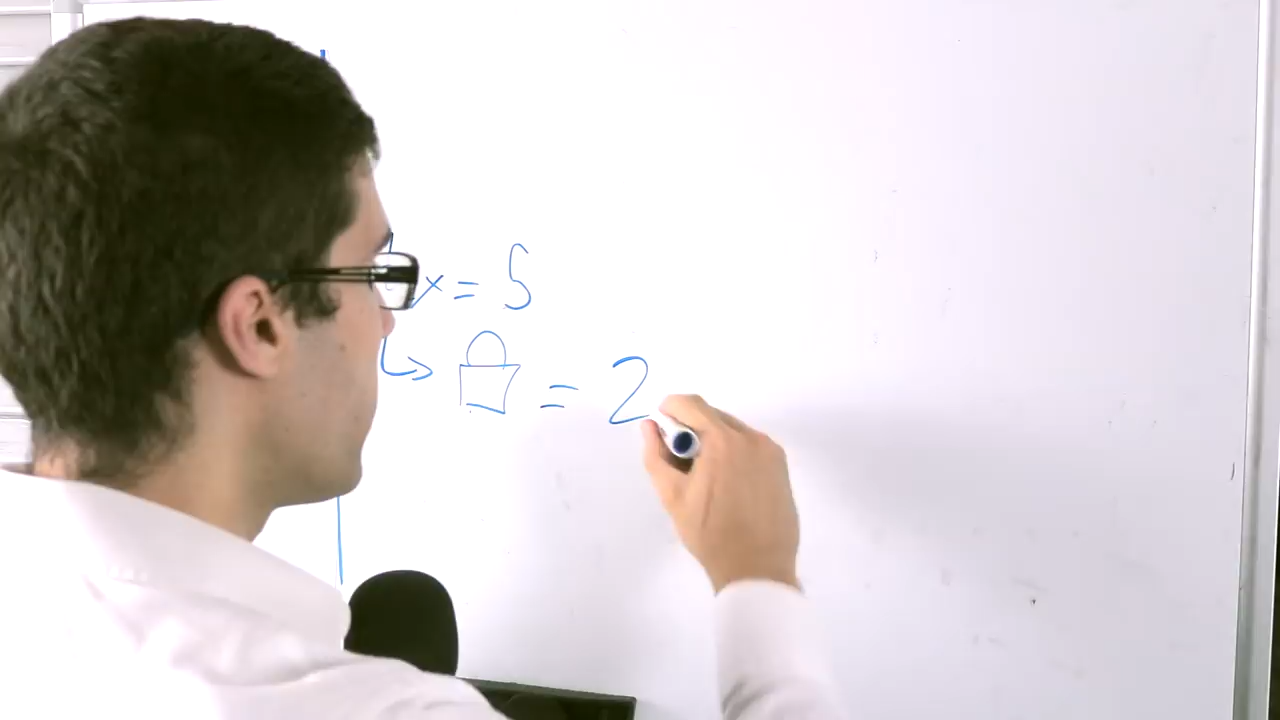 x = 5
= 2